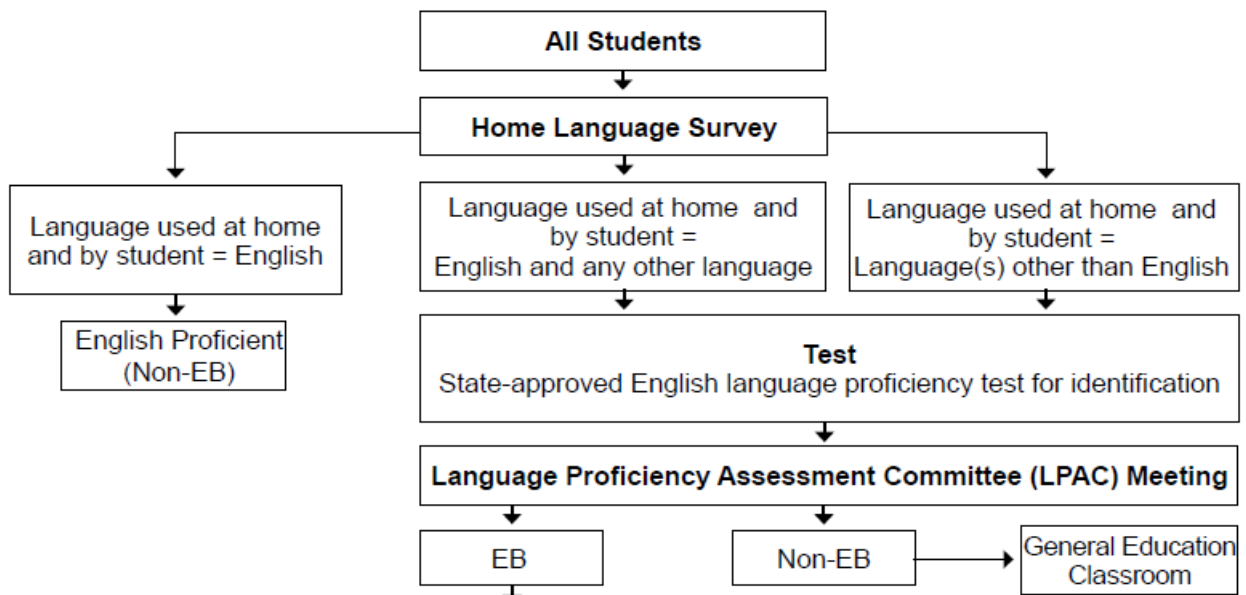 All Students
Home Language Survey
Language used at home
and by student = English
Language used at home and
by student =
English and any other language
Language used at home and
by student =
Language(s) other than English
English Proficient
(Non-EB)
Test
State-approved English language proficiency test for identification
Language Proficiency Assessment Committee (LPAC) Meeting
EB
Non-EB
General Education
Classroom